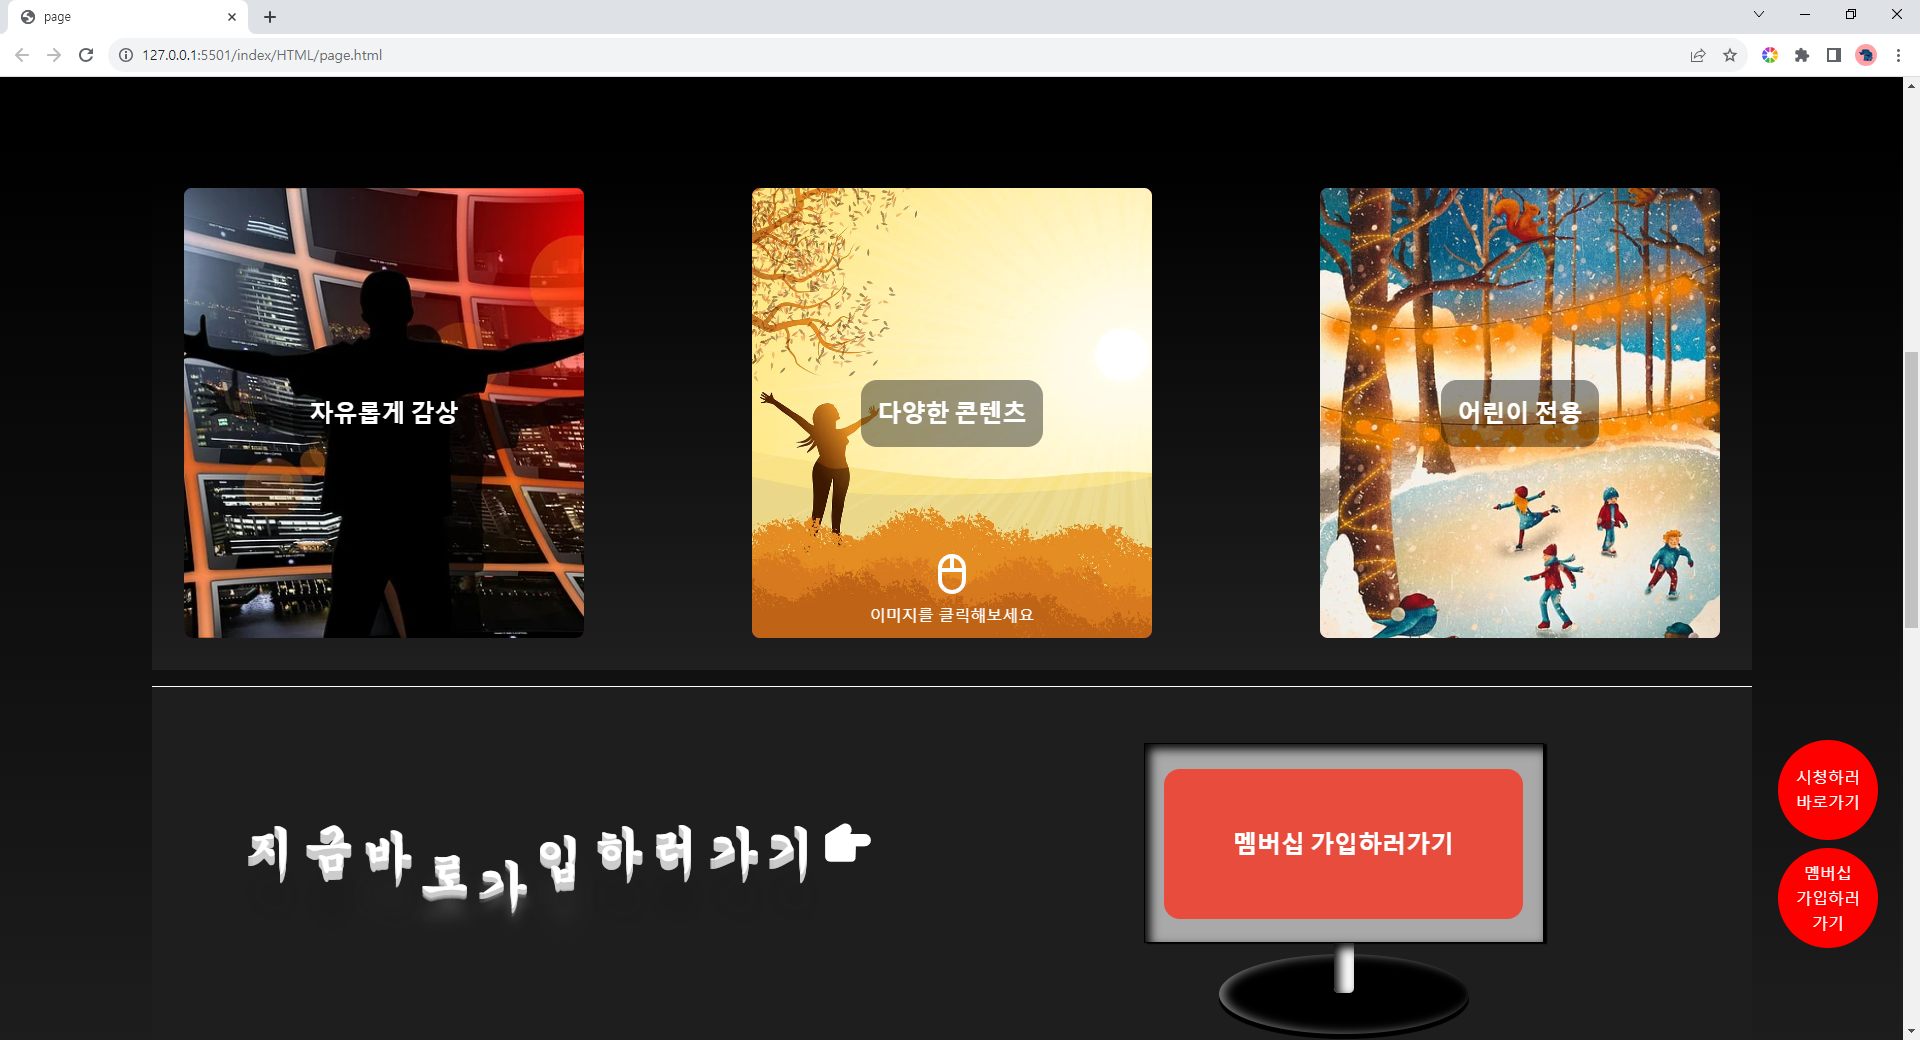 page
127.0.0.1:5501/index/HTML/page.html
자유롭게 감상
다양한 콘텐츠
어린이 전용
이미지를 클릭해보세요
지금바로가입하러가기
멤버십 가입하러가기
시청하러
바로가기
멤버십
가입하러
가기